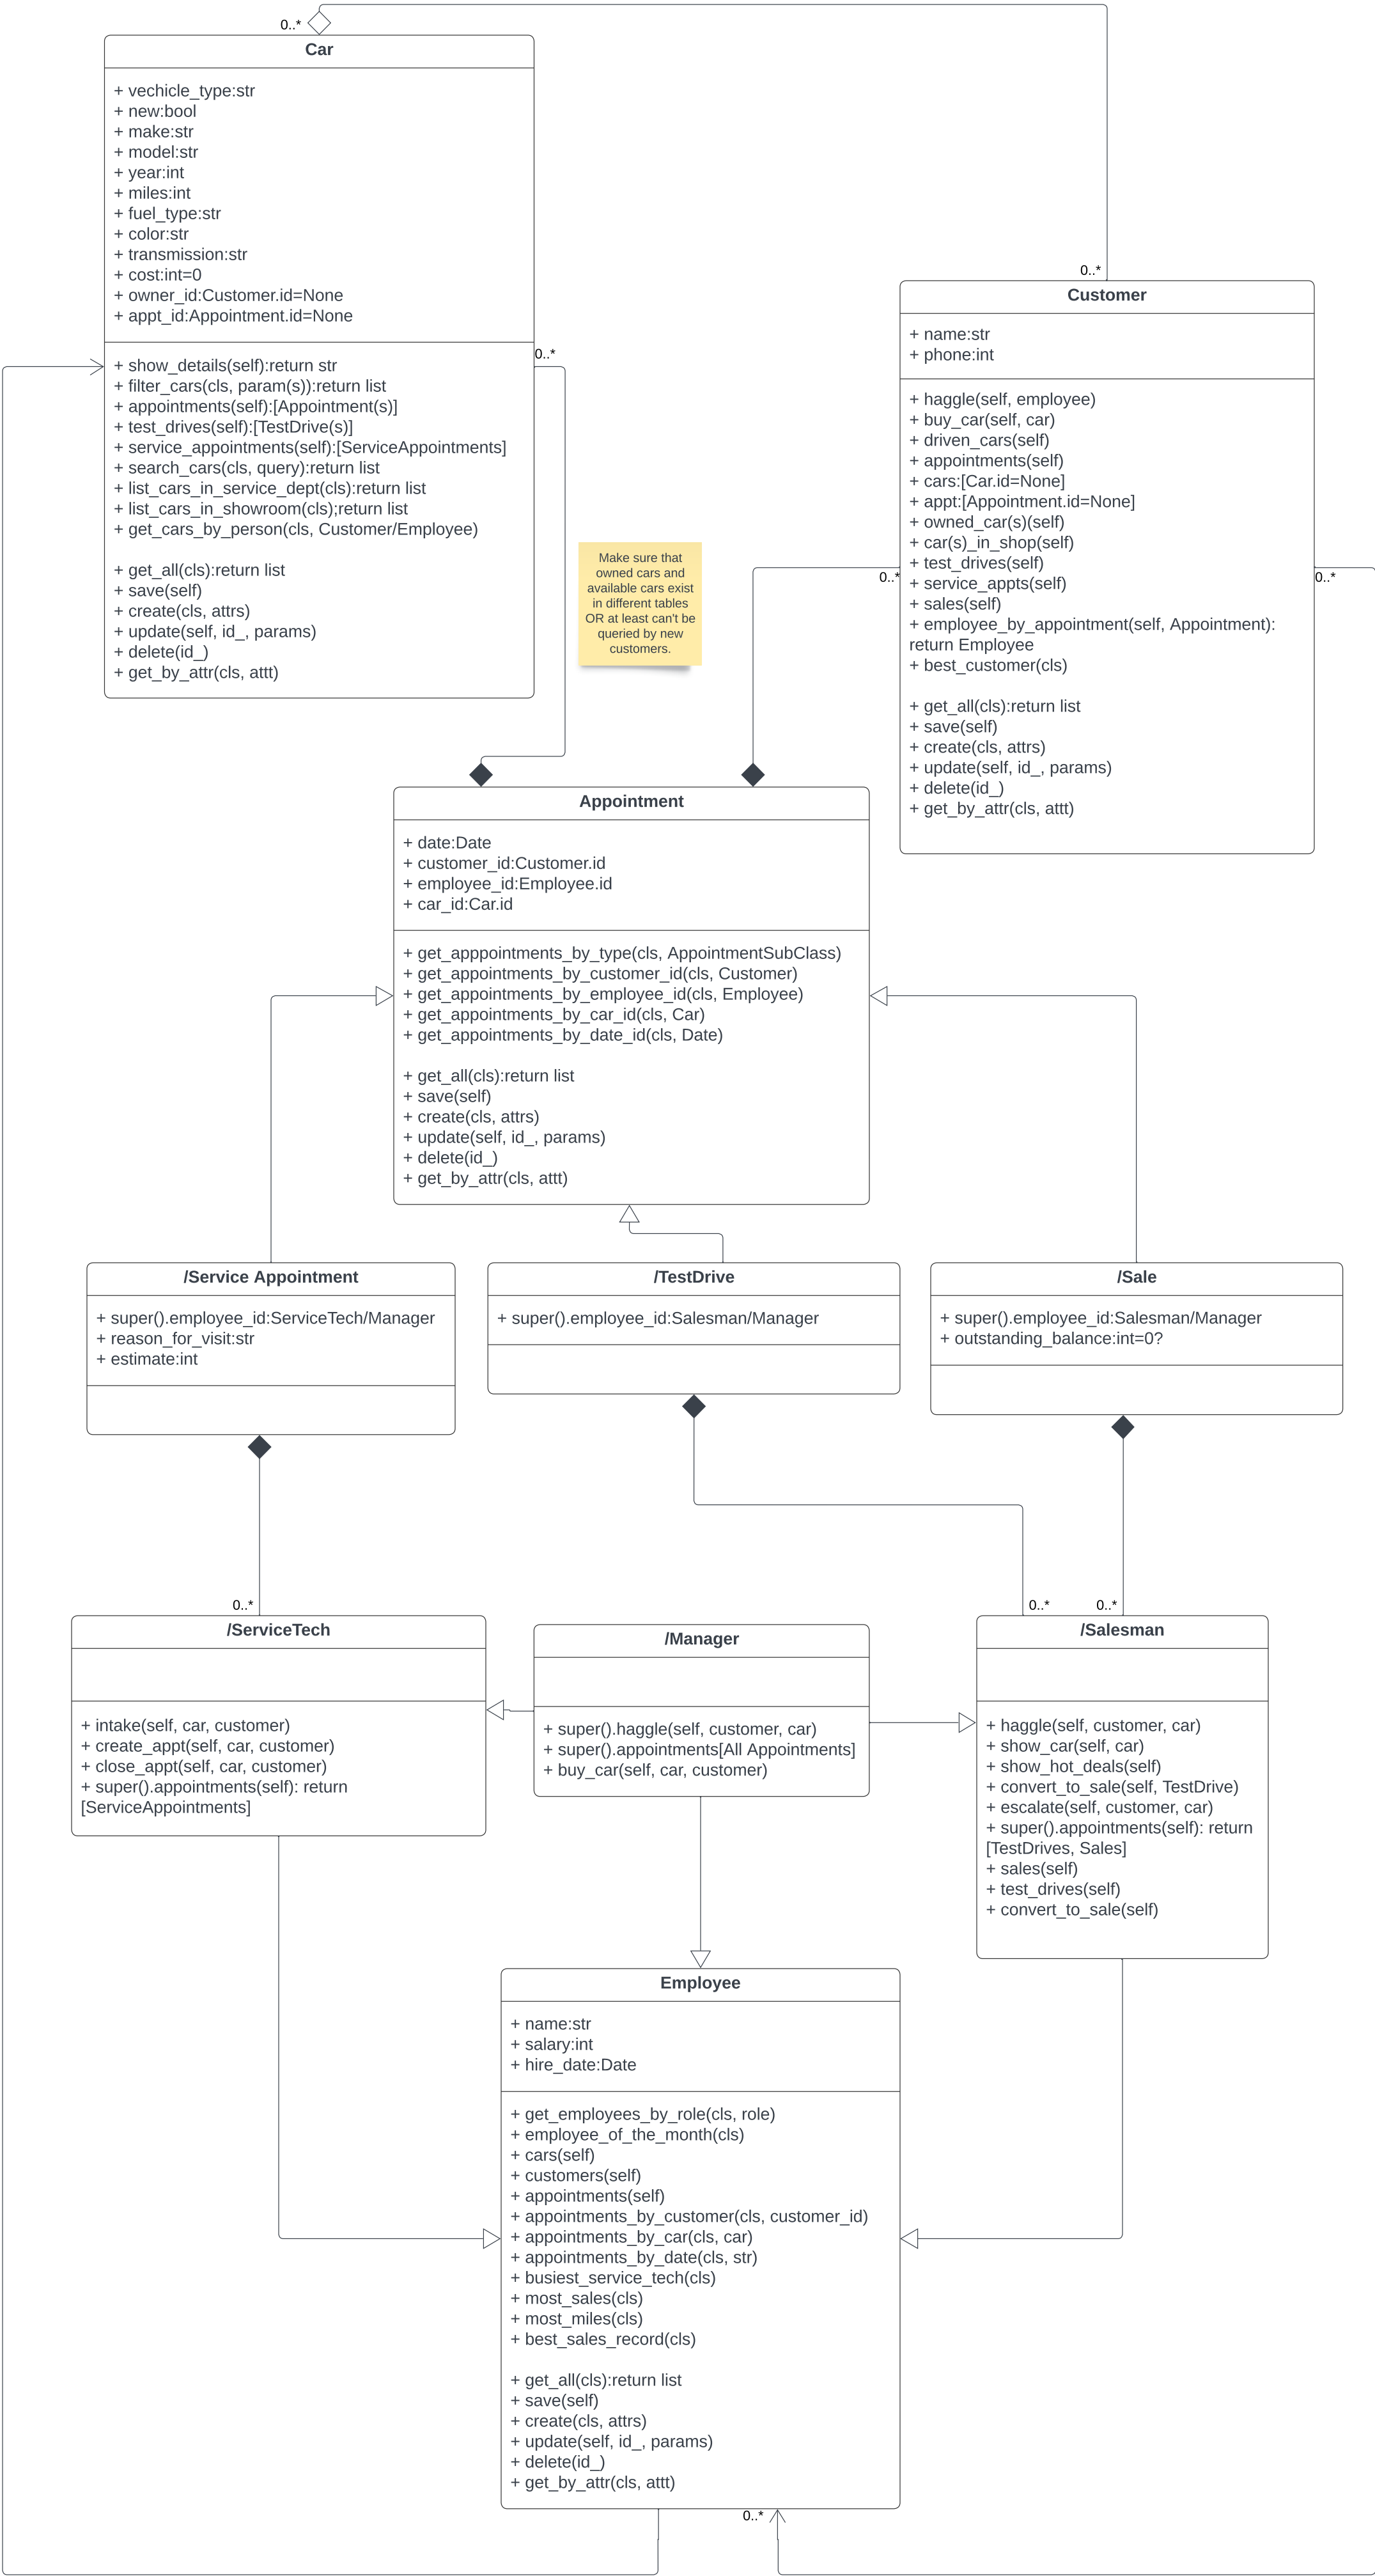 0..*
Car
+ vechicle_type:str
+ new:bool
+ make:str
+ model:str
+ year:int
+ miles:int
+ fuel_type:str
+ color:str
+ transmission:str
+ cost:int=0
+ owner_id:Customer.id=None
+ appt_id:Appointment.id=None
+ show_details(self):return str
+ filter_cars(cls, param(s)):return list
+ appointments(self):[Appointment(s)]
+ test_drives(self):[TestDrive(s)]
+ service_appointments(self):[ServiceAppointments]
+ search_cars(cls, query):return list
+ list_cars_in_service_dept(cls):return list
+ list_cars_in_showroom(cls);return list
+ get_cars_by_person(cls, Customer/Employee)
+ get_all(cls):return list
+ save(self)
+ create(cls, attrs)
+ update(self, id_, params)
+ delete(id_)
+ get_by_attr(cls, attt)
0..*
0..*
Customer
+ name:str
+ phone:int
+ haggle(self, employee)
+ buy_car(self, car)
+ driven_cars(self)
+ appointments(self)
+ cars:[Car.id=None]
+ appt:[Appointment.id=None]
+ owned_car(s)(self)
+ car(s)_in_shop(self)
+ test_drives(self)
+ service_appts(self)
+ sales(self)
+ employee_by_appointment(self, Appointment):
return Employee
+ best_customer(cls)
+ get_all(cls):return list
+ save(self)
+ create(cls, attrs)
+ update(self, id_, params)
+ delete(id_)
+ get_by_attr(cls, attt)
0..*
0..*
Make sure that
owned cars and
available cars exist
in different tables
OR at least can't be
queried by new
customers.
Appointment
+ date:Date
+ customer_id:Customer.id
+ employee_id:Employee.id
+ car_id:Car.id
+ get_apppointments_by_type(cls, AppointmentSubClass)
+ get_appointments_by_customer_id(cls, Customer)
+ get_appointments_by_employee_id(cls, Employee)
+ get_appointments_by_car_id(cls, Car)
+ get_appointments_by_date_id(cls, Date)
+ get_all(cls):return list
+ save(self)
+ create(cls, attrs)
+ update(self, id_, params)
+ delete(id_)
+ get_by_attr(cls, attt)
/Service Appointment
+ super().employee_id:ServiceTech/Manager
+ reason_for_visit:str
+ estimate:int
/TestDrive
+ super().employee_id:Salesman/Manager
/Sale
+ super().employee_id:Salesman/Manager
+ outstanding_balance:int=0?
0..*
0..*
0..*
/ServiceTech
+ intake(self, car, customer)
+ create_appt(self, car, customer)
+ close_appt(self, car, customer)
+ super().appointments(self): return
[ServiceAppointments]
/Manager
+ super().haggle(self, customer, car)
+ super().appointments[All Appointments]
+ buy_car(self, car, customer)
/Salesman
+ haggle(self, customer, car)
+ show_car(self, car)
+ show_hot_deals(self)
+ convert_to_sale(self, TestDrive)
+ escalate(self, customer, car)
+ super().appointments(self): return
[TestDrives, Sales]
+ sales(self)
+ test_drives(self)
+ convert_to_sale(self)
Employee
+ name:str
+ salary:int
+ hire_date:Date
+ get_employees_by_role(cls, role)
+ employee_of_the_month(cls)
+ cars(self)
+ customers(self)
+ appointments(self)
+ appointments_by_customer(cls, customer_id)
+ appointments_by_car(cls, car)
+ appointments_by_date(cls, str)
+ busiest_service_tech(cls)
+ most_sales(cls)
+ most_miles(cls)
+ best_sales_record(cls)
+ get_all(cls):return list
+ save(self)
+ create(cls, attrs)
+ update(self, id_, params)
+ delete(id_)
+ get_by_attr(cls, attt)
0..*